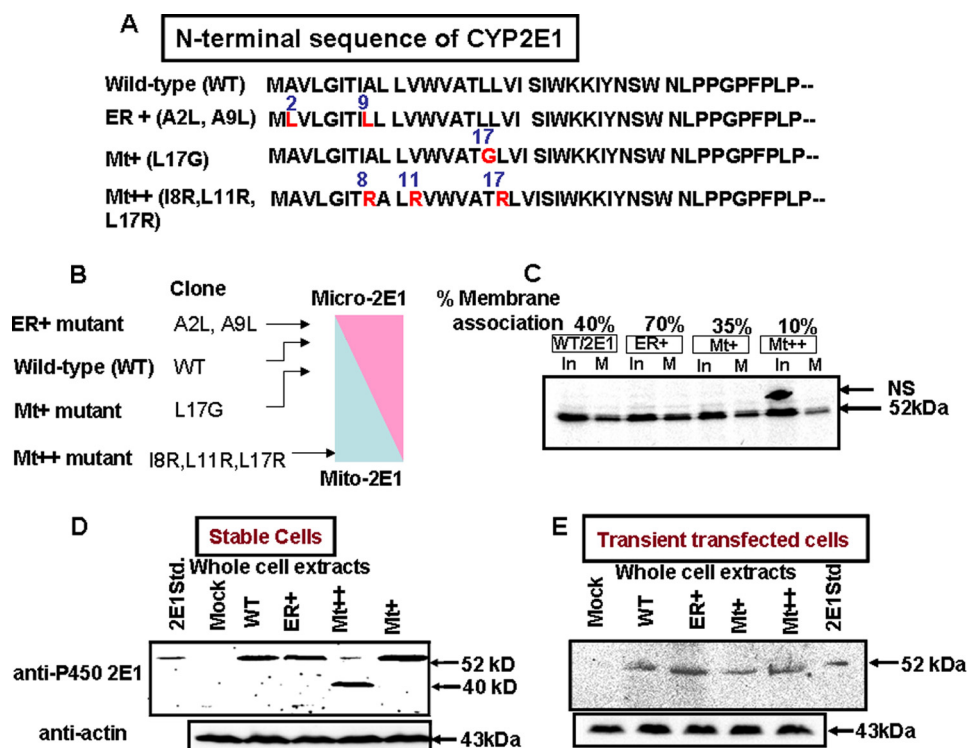 A
N-terminal sequence of CYP2E1
Wild-type (WT) MAVLGITIAL LVWVATLLVI SIWKKIYNSW NLPPGPFPLP--
2 9
ER + (A2L, A9L) MLVLGITILL LVWVATLLVI SIWKKIYNSW NLPPGPFPLP--
17
Mt+ (L17G) MAVLGITIAL LVWVATGLVI SIWKKIYNSW NLPPGPFPLP--
8 11 17
Mt++ (I8R,L11R, MAVLGITRA LRVWVATRLVISIWKKIYNSW NLPPGPFPLP--
L17R)
B
Clone
Micro-2E1
ER+ mutant A2L, A9L
Wild-type (WT) WT
Mt+ mutant L17G
Mt++ mutant I8R,L11R,L17R
Mito-2E1
C
% Membrane
association 40% 70% 35% 10%
WT/2E1 ER+ Mt+ Mt++
In M In M In M In M
NS
52kDa
D
Stable Cells
Whole cell extracts
2E1Std. Mock WT ER+ Mt++ Mt+
anti-P450 2E1
52 kD
40 kD
anti-actin
43kDa
E
Transient transfected cells
Whole cell extracts
Mock WT ER+ Mt+ Mt++ 2E1Std.
52 kDa
43kDa